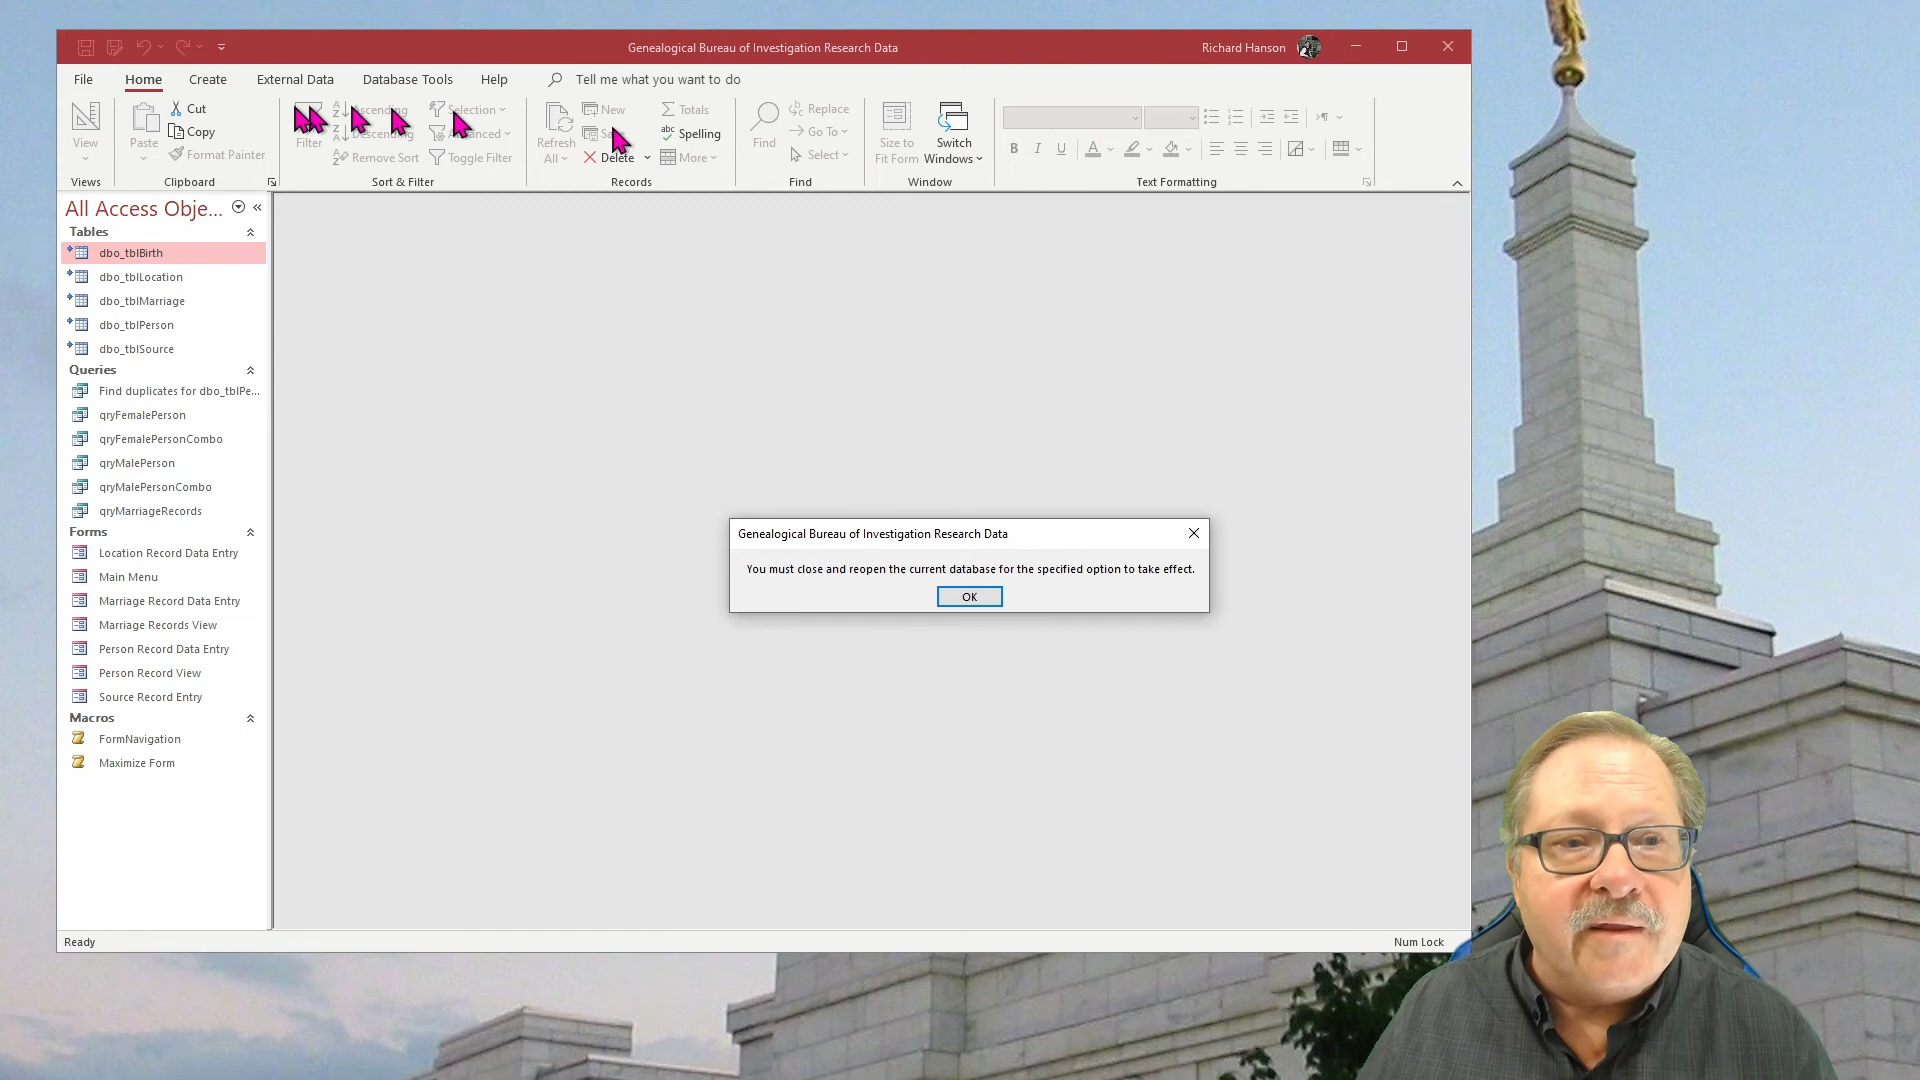 Genealogical Bureau of Investigation Research Data
Richard Hanson
File Home Create External Data Database Tools Help Tell me what you want to do
View
Paste
Cut
Copy
Format Painter
Filter
Ascending
Descending
Remove Sort
Selection
Advanced
Toggle Filter
Refresh
All
New
Save
Delete
Totals
Spelling
More
Find
Replace
Go To
Select
Size to
Fit Form
Switch
Windows
B I U
Views Clipboard Sort & Filter Records Find Window Text Formatting
All Access Obje...
Tables
dbo_tblBirth
dbo_tblLocation
dbo_tblMarriage
dbo_tblPerson
dbo_tblSource
Queries
Find duplicates for dbo_tblPe...
qryFemalePerson
qryFemalePersonCombo
qryMalePerson
qryMalePersonCombo
qryMarriageRecords
Forms
Location Record Data Entry
Main Menu
Marriage Record Data Entry
Marriage Records View
Person Record Data Entry
Person Record View
Source Record Entry
Macros
FormNavigation
Maximize Form
Genealogical Bureau of Investigation Research Data
You must close and reopen the current database for the specified option to take effect.
OK
Ready
Num Lock